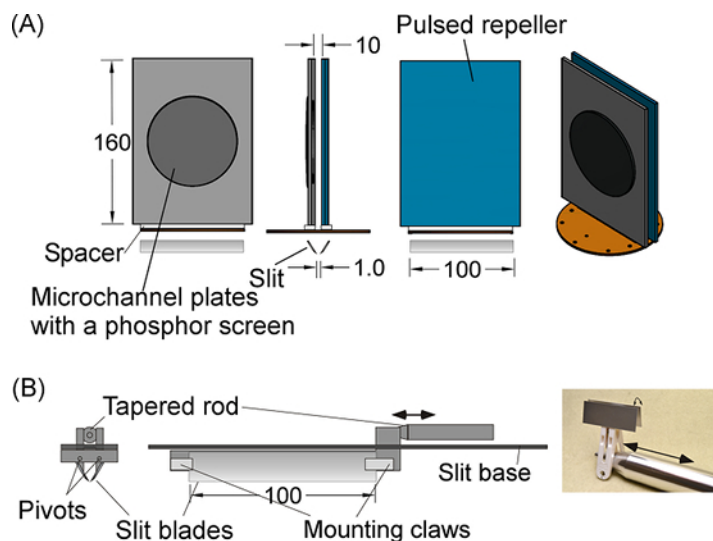 (A)
10
Pulsed repeller
160
Spacer
Slit
1.0
100
Microchannel plates
with a phosphor screen
(B)
Tapered rod
Slit base
100
Pivots
Slit blades
Mounting claws